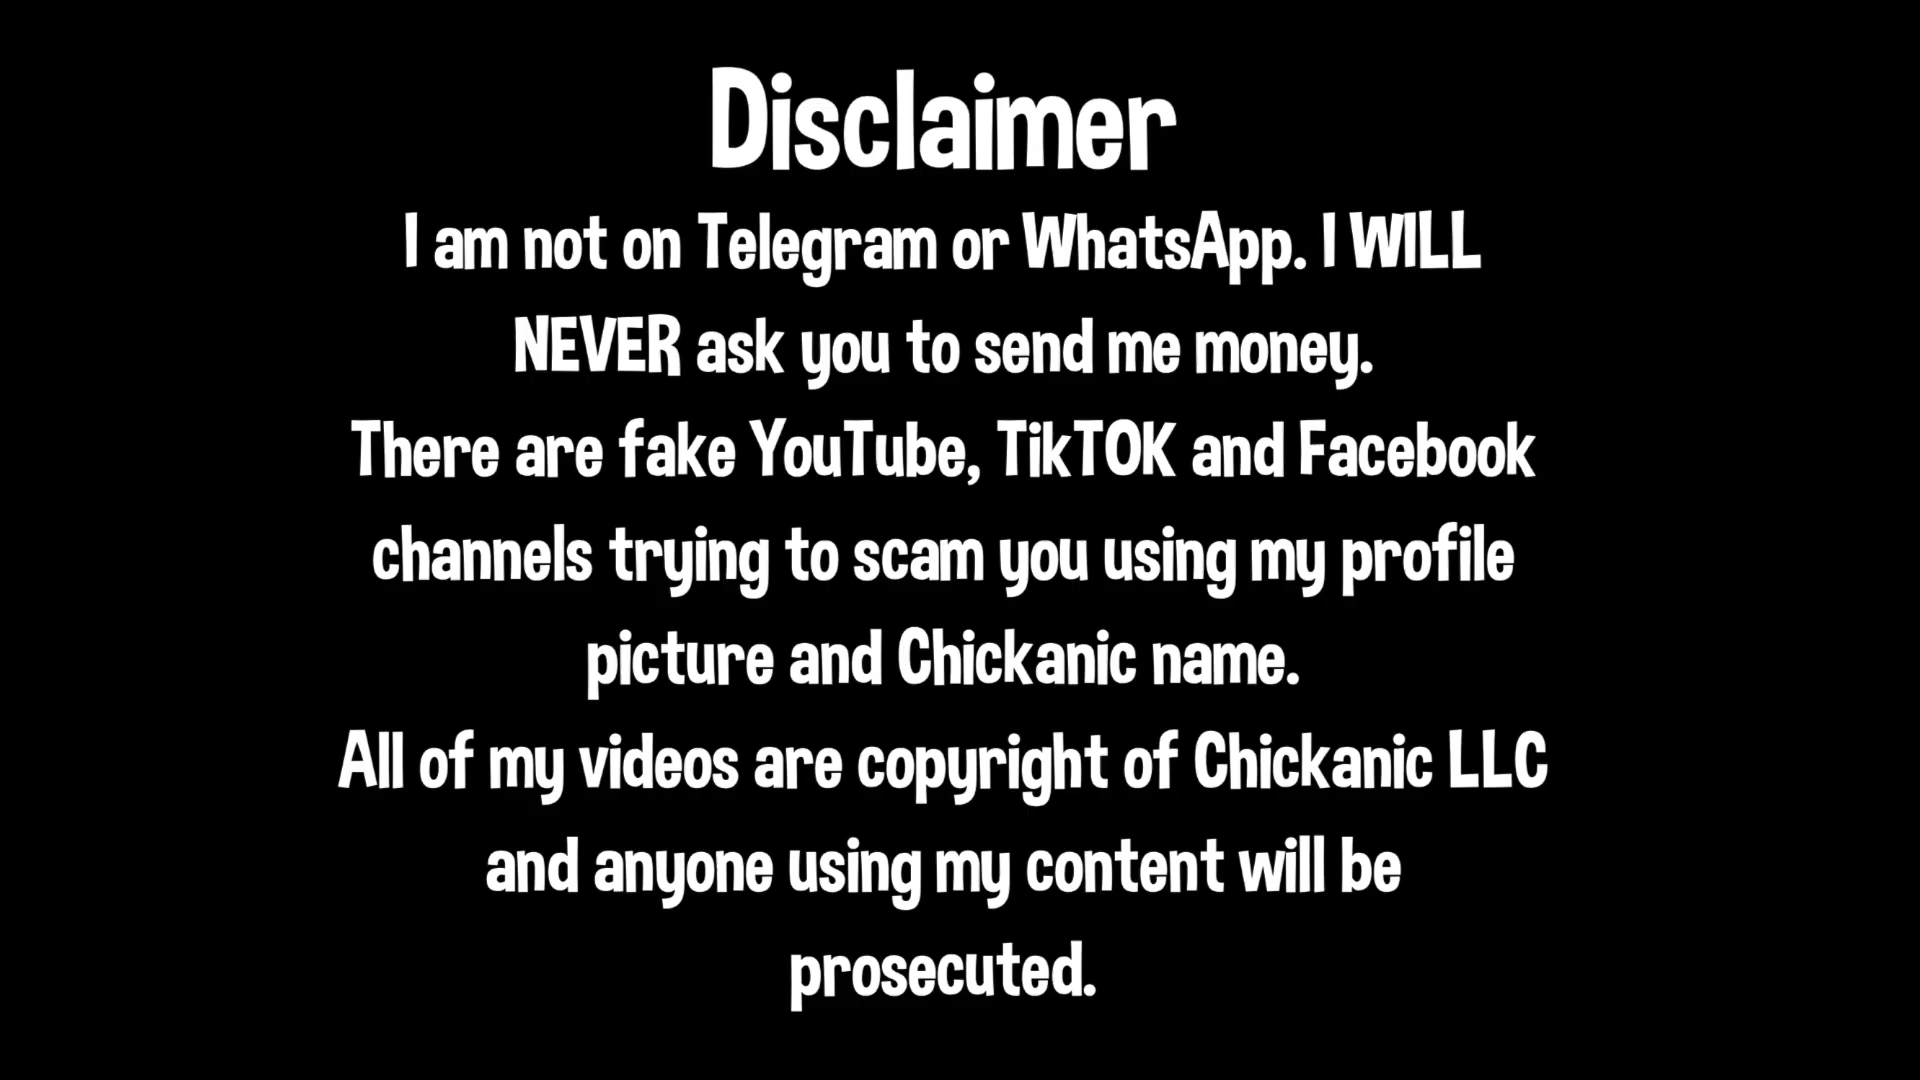 Disclaimer
I am not on Telegram or WhatsApp. I WILL
NEVER ask you to send me money.
There are fake YouTube, TikTOK and Facebook
channels trying to scam you using my profile
picture and Chickanic name.
All of my videos are copyright of Chickanic LLC
and anyone using my content will be
prosecuted.